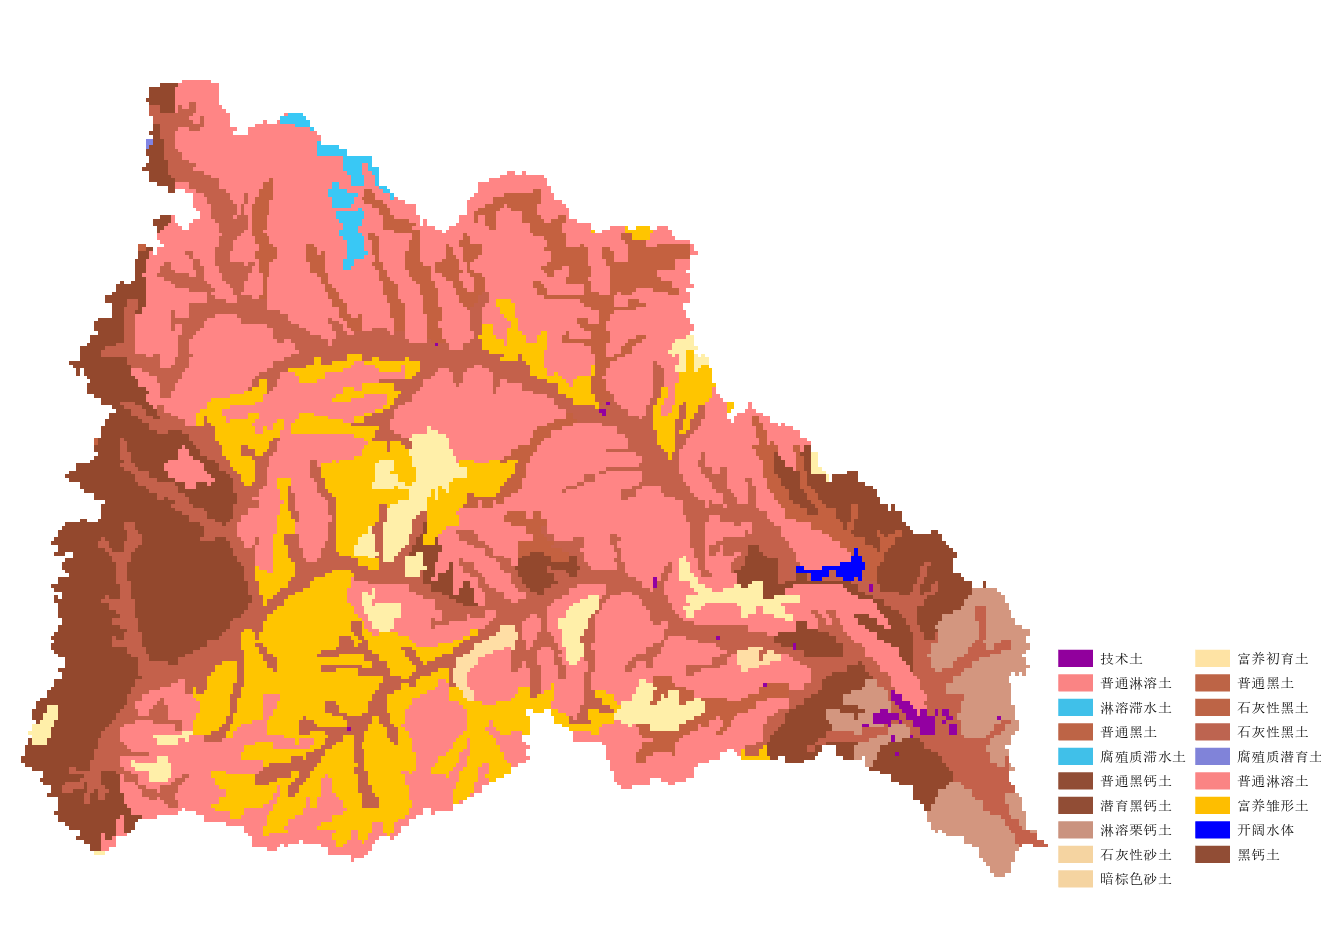 技术土
普通淋溶土
淋溶滞水土
普通黑土
腐殖质滞水土
普通黑钙土
潜育黑钙土
淋溶栗钙土
石灰性砂土
暗棕色砂土
富养初育土
普通黑土
石灰性黑土
石灰性黑土
腐殖质潜育土
普通淋溶土
富养雏形土
开阔水体
黑钙土